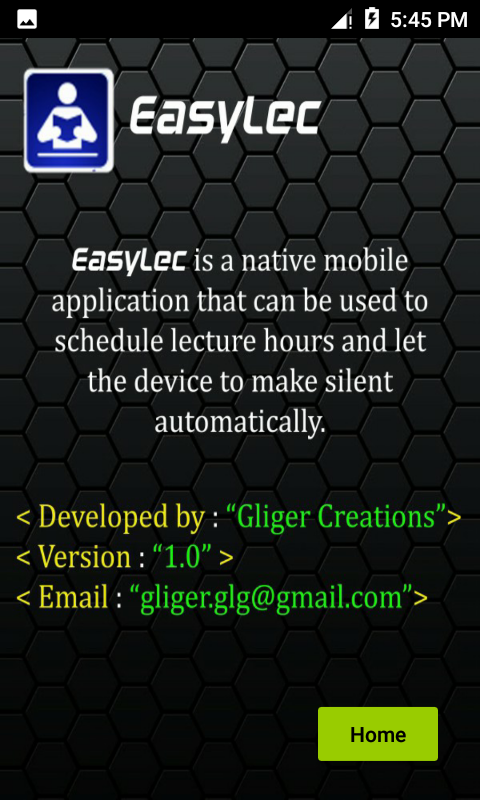 5:45 PM
EasyLec
EasyLec is a native mobile
application that can be used to
schedule lecture hours and let
the device to make silent
automatically.
< Developed by : “Gliger Creations”>
< Version : “1.0” >
< Email : “gliger.glg@gmail.com”>
Home